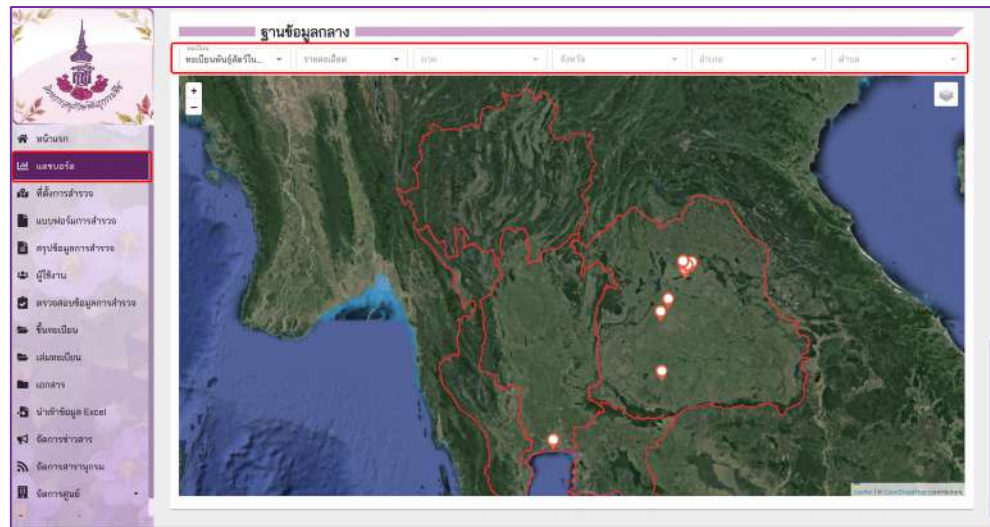 ฐานข้อมูลกลาง
ทะเบียน
ทะเบียนพันธุ์สัตว์ใน...
รายละเอียด
ภาค
จังหวัด
อำเภอ
ตำบล
+
−
หน้าแรก
แดชบอร์ด
ที่ตั้งการสำรวจ
แบบฟอร์มการสำรวจ
สรุปข้อมูลการสำรวจ
ผู้ใช้งาน
ตรวจสอบข้อมูลการสำรวจ
ขึ้นทะเบียน
เล่มทะเบียน
เอกสาร
นำเข้าข้อมูล Excel
จัดการข่าวสาร
จัดการสารานุกรม
จัดการศูนย์
Leaflet | © OpenStreetMap contributors